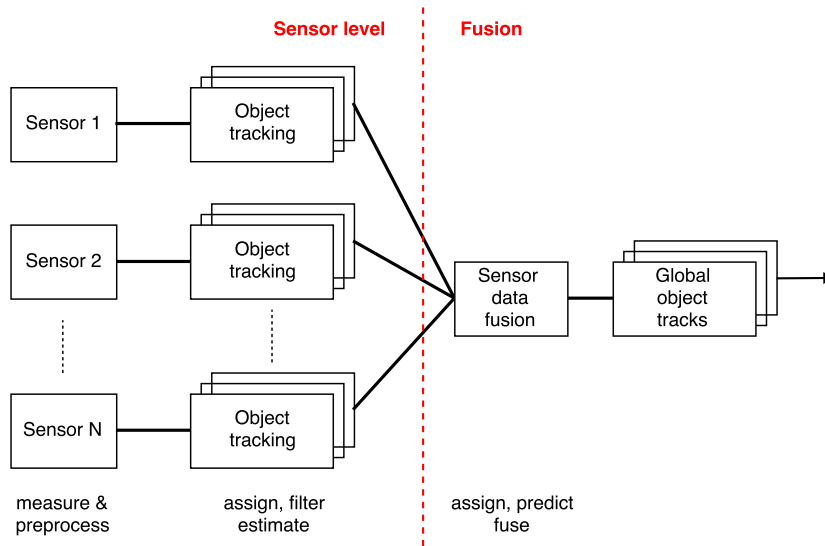 Sensor level
Fusion
Sensor 1
Object
tracking
Sensor 2
Object
tracking
Sensor
data
fusion
Global
object
tracks
Sensor N
Object
tracking
measure &
preprocess
assign, filter
estimate
assign, predict
fuse